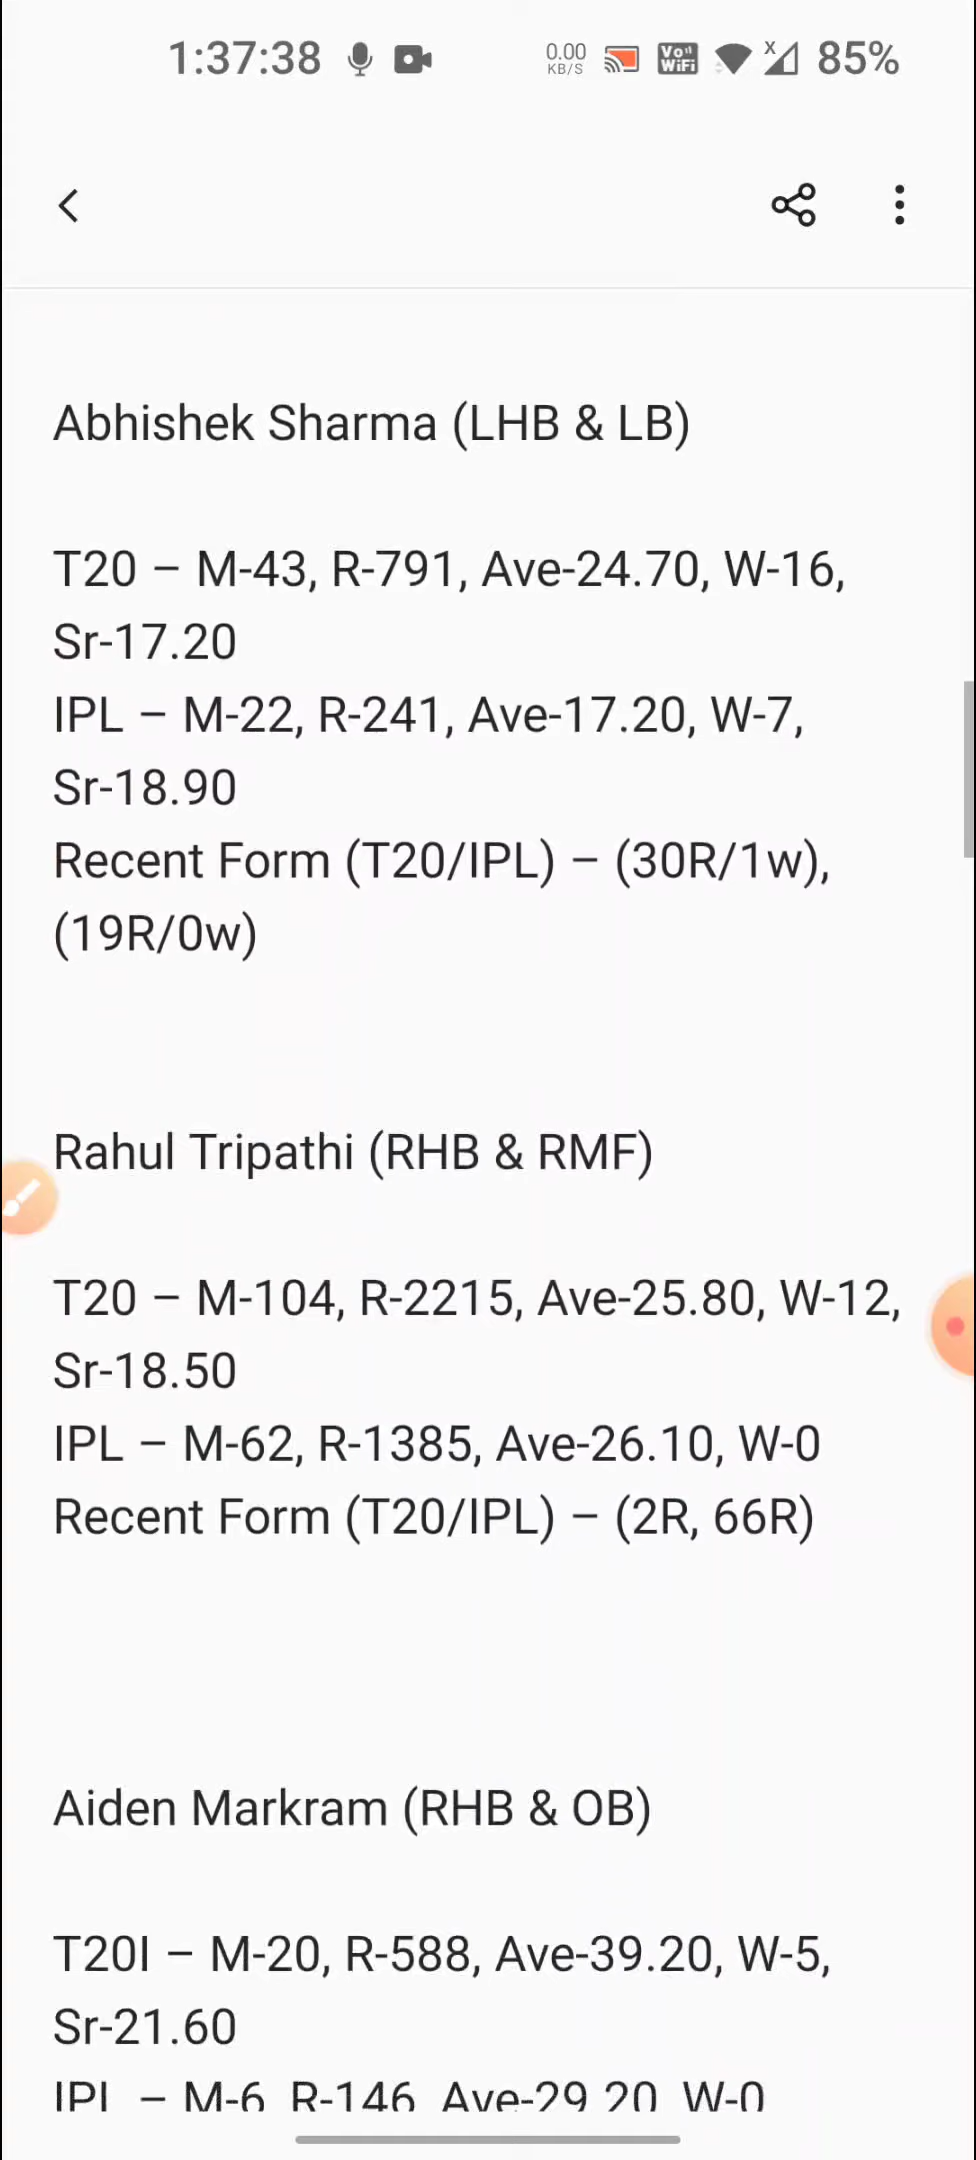 1:37:38 0.00 KB/S Vo WiFi X 85%
Abhishek Sharma (LHB & LB)
T20 – M-43, R-791, Ave-24.70, W-16,
Sr-17.20
IPL – M-22, R-241, Ave-17.20, W-7,
Sr-18.90
Recent Form (T20/IPL) – (30R/1w),
(19R/0w)
Rahul Tripathi (RHB & RMF)
T20 – M-104, R-2215, Ave-25.80, W-12,
Sr-18.50
IPL – M-62, R-1385, Ave-26.10, W-0
Recent Form (T20/IPL) – (2R, 66R)
Aiden Markram (RHB & OB)
T20I – M-20, R-588, Ave-39.20, W-5,
Sr-21.60
IPL – M-6, R-146, Ave-29.20, W-0